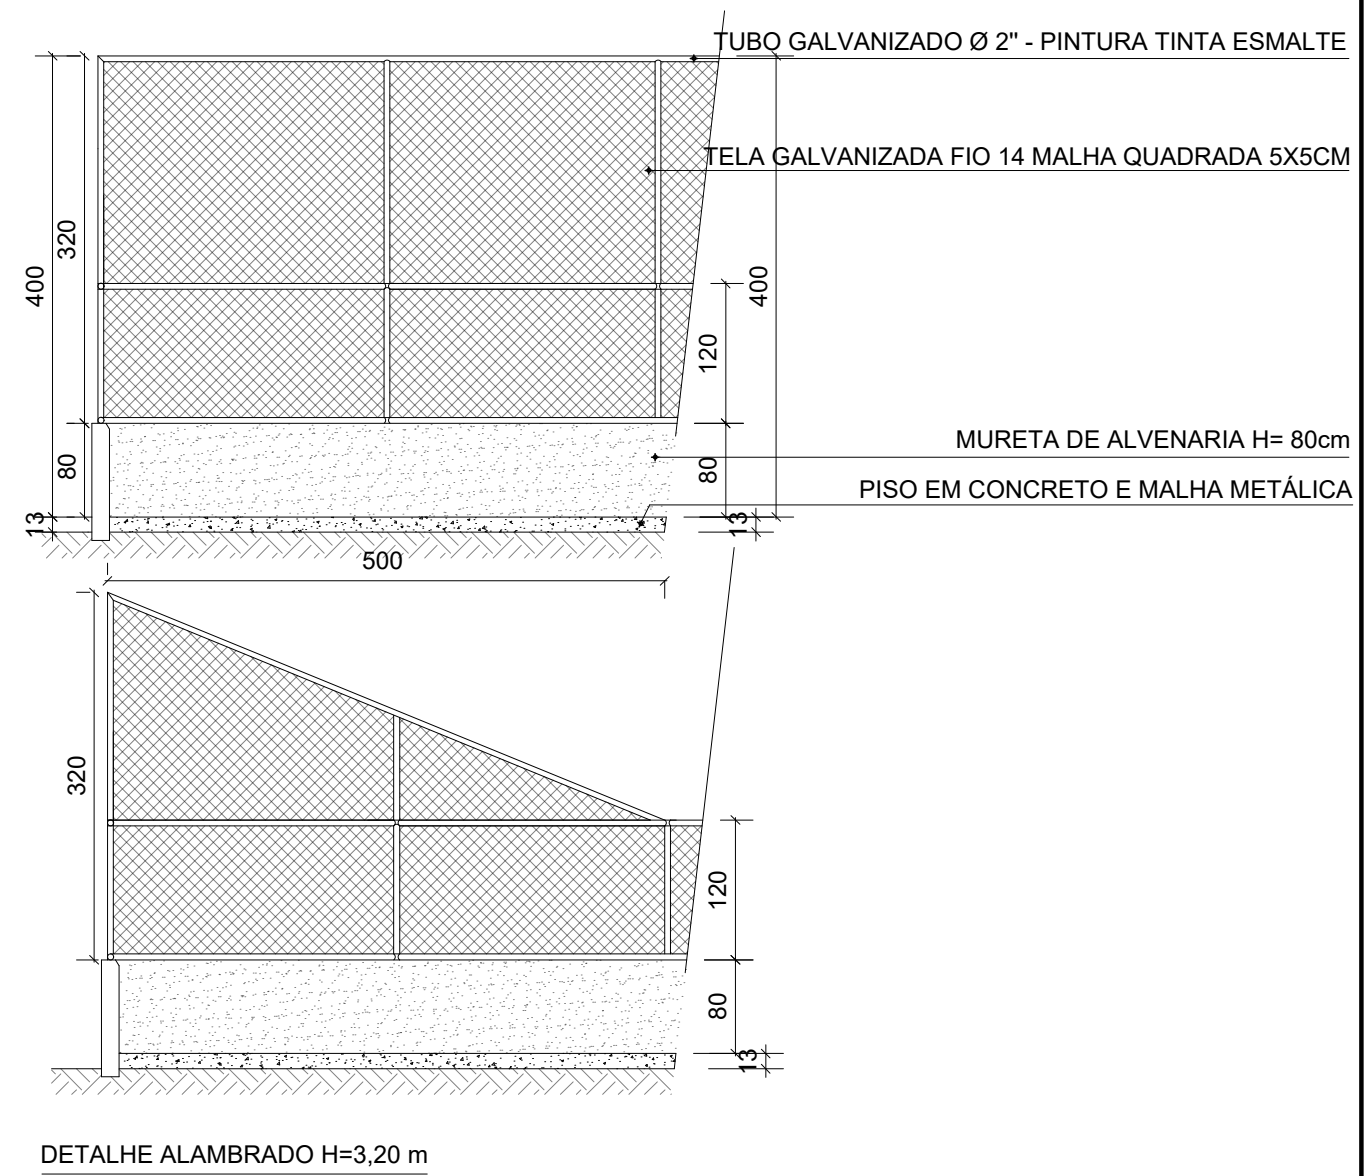 TUBO GALVANIZADO Ø 2" - PINTURA TINTA ESMALTE
TELA GALVANIZADA FIO 14 MALHA QUADRADA 5X5CM
320
400
400
120
MURETA DE ALVENARIA H= 80cm
80
80
PISO EM CONCRETO E MALHA METÁLICA
13
13
500
320
120
80
13
DETALHE ALAMBRADO H=3,20 m